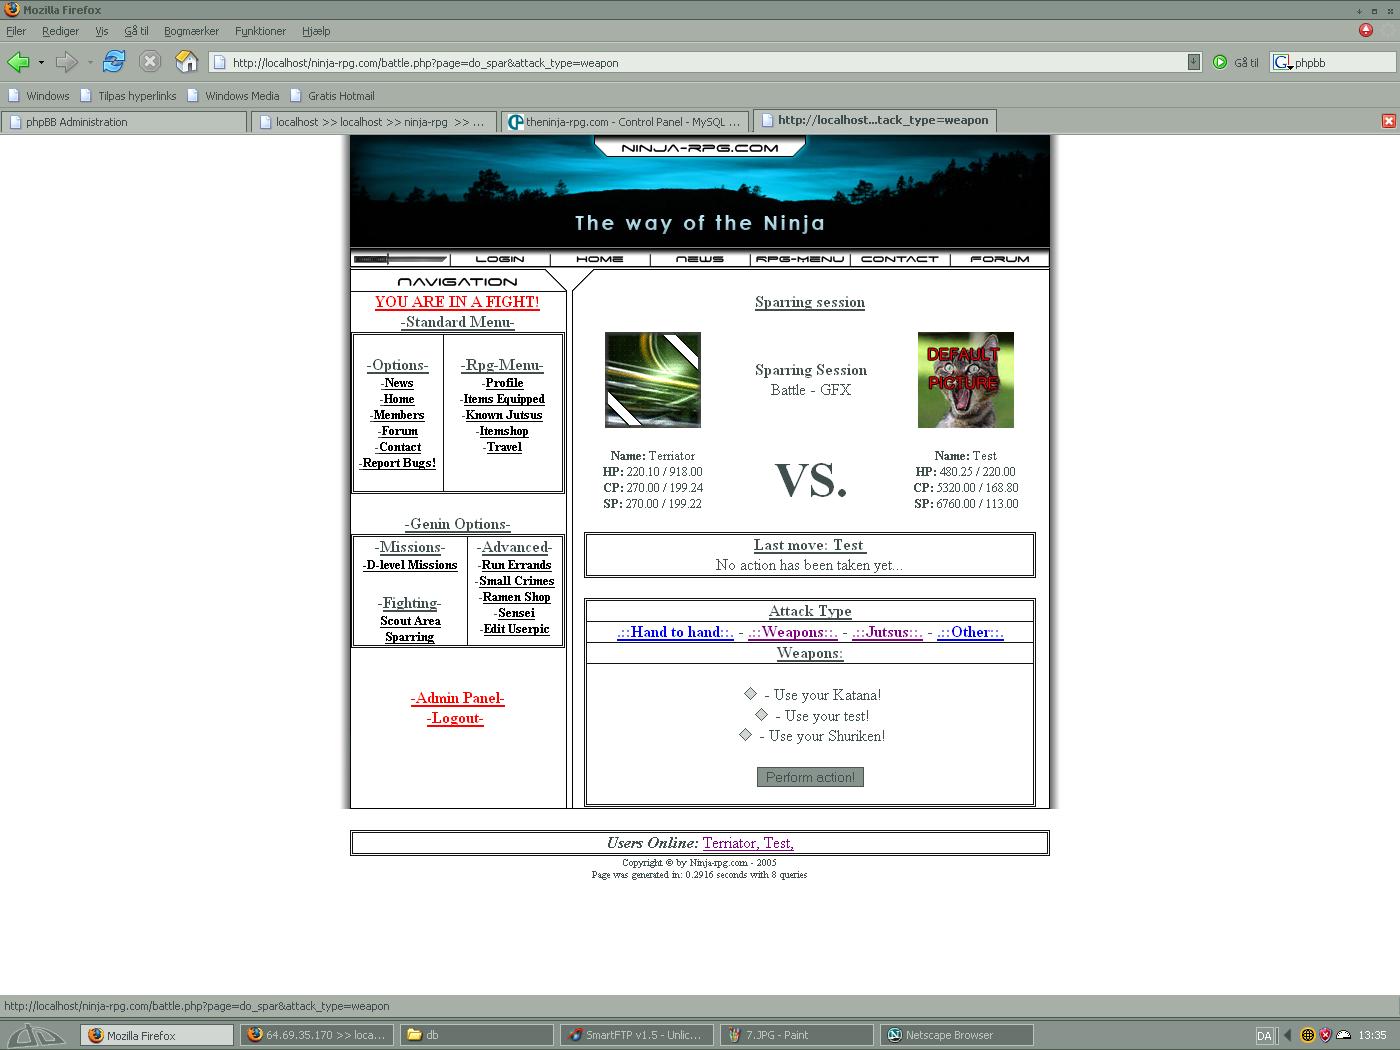 Mozilla Firefox
Filer Rediger Vis Gå til Bogmærker Funktioner Hjælp
http://localhost/ninja-rpg.com/battle.php?page=do_spar&attack_type=weapon Gå til G phpbb
Windows Tilpas hyperlinks Windows Media Gratis Hotmail
phpBB Administration localhost >> localhost >> ninja-rpg >> ... theninja-rpg.com - Control Panel - MySQL ... http://localhost...tack_type=weapon
NINJA-RPG.COM
The way of the Ninja
LOGIN HOME NEWS RPG-MENU CONTACT FORUM
NAVIGATION
YOU ARE IN A FIGHT!
-Standard Menu-
-Options-
-News
-Home
-Members
-Forum
-Contact
-Report Bugs!
-Rpg-Menu-
-Profile
-Items Equipped
-Known Jutsus
-Itemshop
-Travel
-Genin Options-
-Missions-
-D-level Missions
-Fighting-
Scout Area
Sparring
-Advanced-
-Run Errands
-Small Crimes
-Ramen Shop
-Sensei
-Edit Userpic
-Admin Panel-
-Logout-
Sparring session
Sparring Session
Battle - GFX
DEFAULT
PICTURE
Name: Terriator
HP: 220.10 / 918.00
CP: 270.00 / 199.24
SP: 270.00 / 199.22
VS.
Name: Test
HP: 480.25 / 220.00
CP: 5320.00 / 168.80
SP: 6760.00 / 113.00
Last move: Test
No action has been taken yet...
Attack Type
.::Hand to hand::. - .::Weapons::. - .::Jutsus::. - .::Other::.
Weapons:
- Use your Katana!
- Use your test!
- Use your Shuriken!
Perform action!
Users Online: Terriator, Test,
Copyright © by Ninja-rpg.com - 2005
Page was generated in: 0.2916 seconds with 8 queries
http://localhost/ninja-rpg.com/battle.php?page=do_spar&attack_type=weapon
Mozilla Firefox 64.69.35.170 >> loca... db SmartFTP v1.5 - Unlic... 7.JPG - Paint Netscape Browser DA 13:35